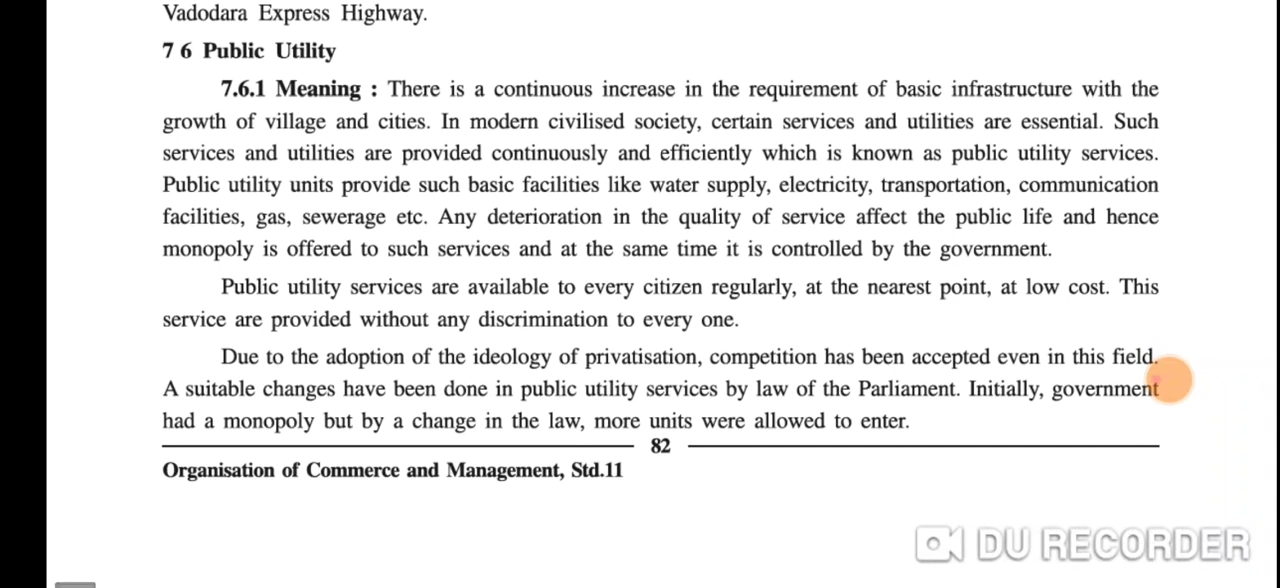 Vadodara Express Highway.
7 6 Public Utility
7.6.1 Meaning : There is a continuous increase in the requirement of basic infrastructure with the
growth of village and cities. In modern civilised society, certain services and utilities are essential. Such
services and utilities are provided continuously and efficiently which is known as public utility services.
Public utility units provide such basic facilities like water supply, electricity, transportation, communication
facilities, gas, sewerage etc. Any deterioration in the quality of service affect the public life and hence
monopoly is offered to such services and at the same time it is controlled by the government.
Public utility services are available to every citizen regularly, at the nearest point, at low cost. This
service are provided without any discrimination to every one.
Due to the adoption of the ideology of privatisation, competition has been accepted even in this field.
A suitable changes have been done in public utility services by law of the Parliament. Initially, government
had a monopoly but by a change in the law, more units were allowed to enter.
82
Organisation of Commerce and Management, Std.11
DU RECORDER